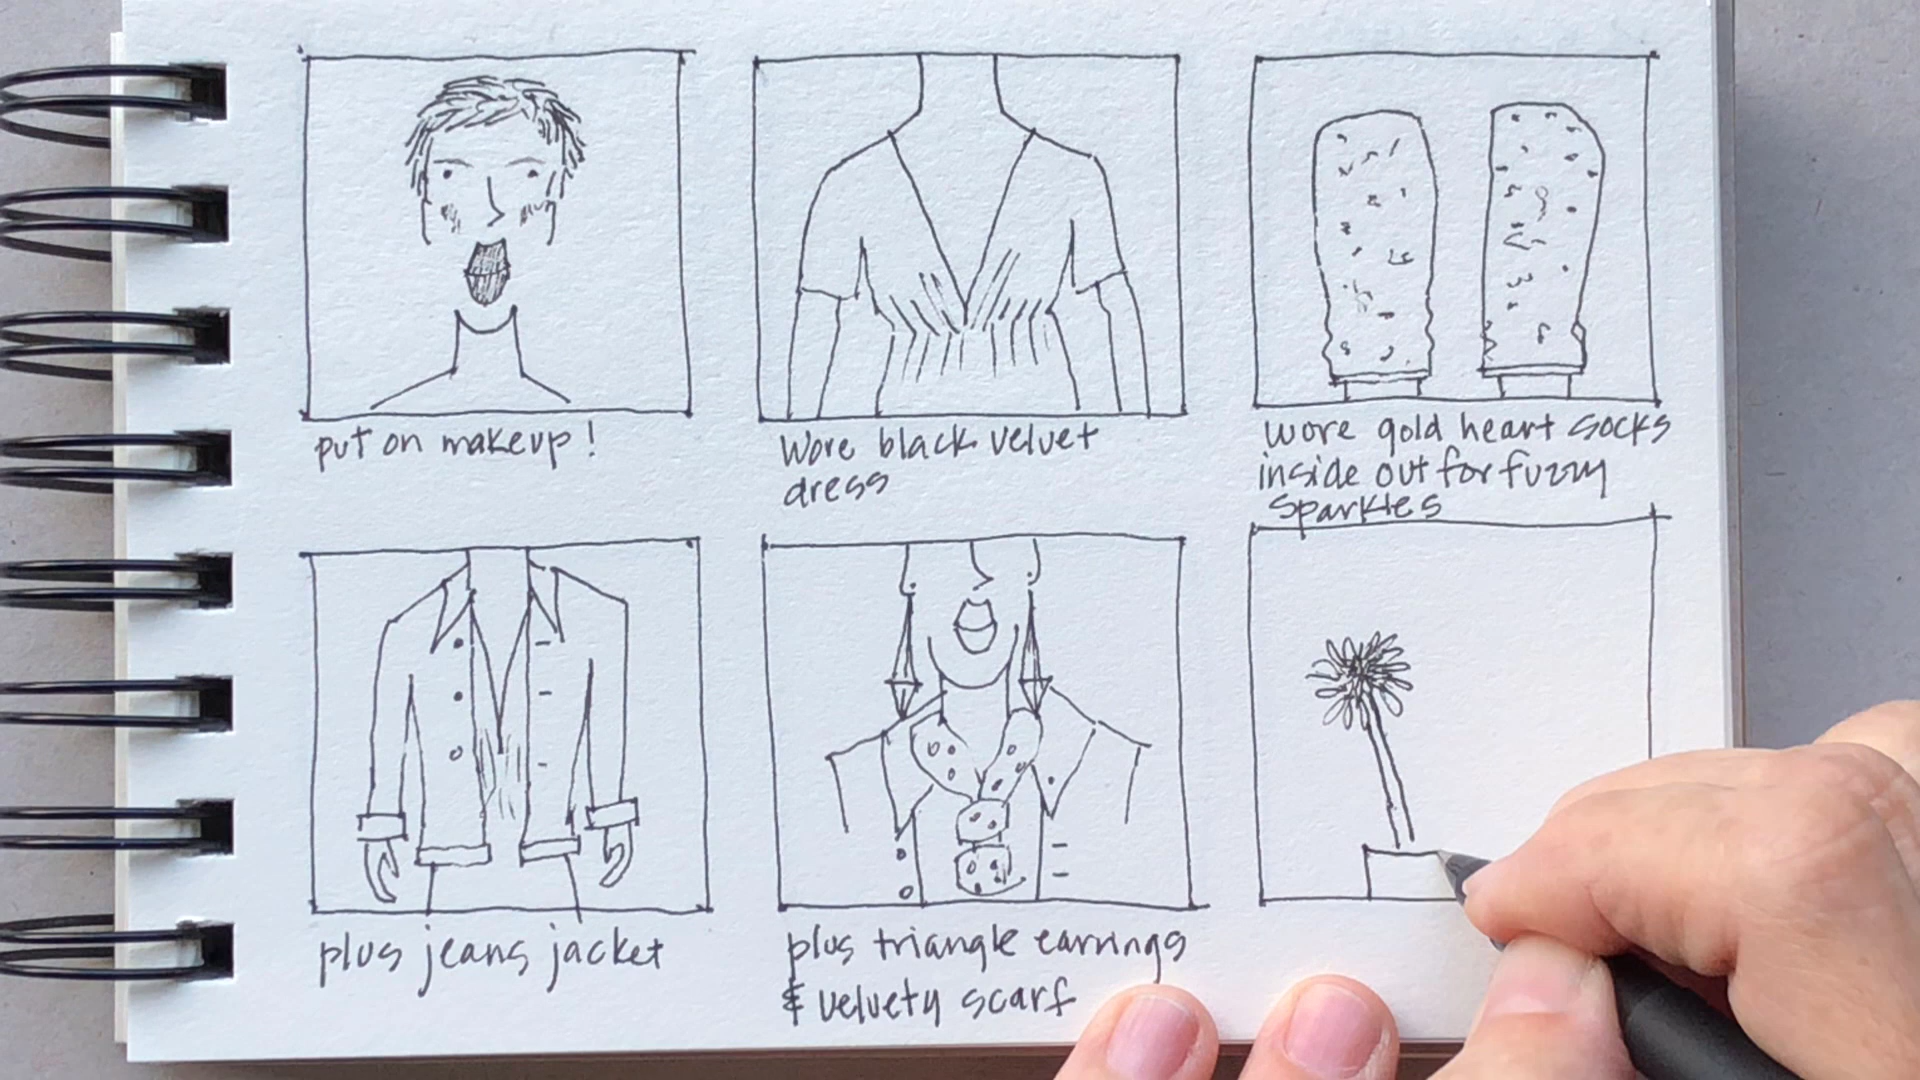 put on makeup!
wore black velvet
dress
wore gold heart socks
inside out for fuzzy
sparkles
plus jeans jacket
plus triangle earrings
& velvety scarf